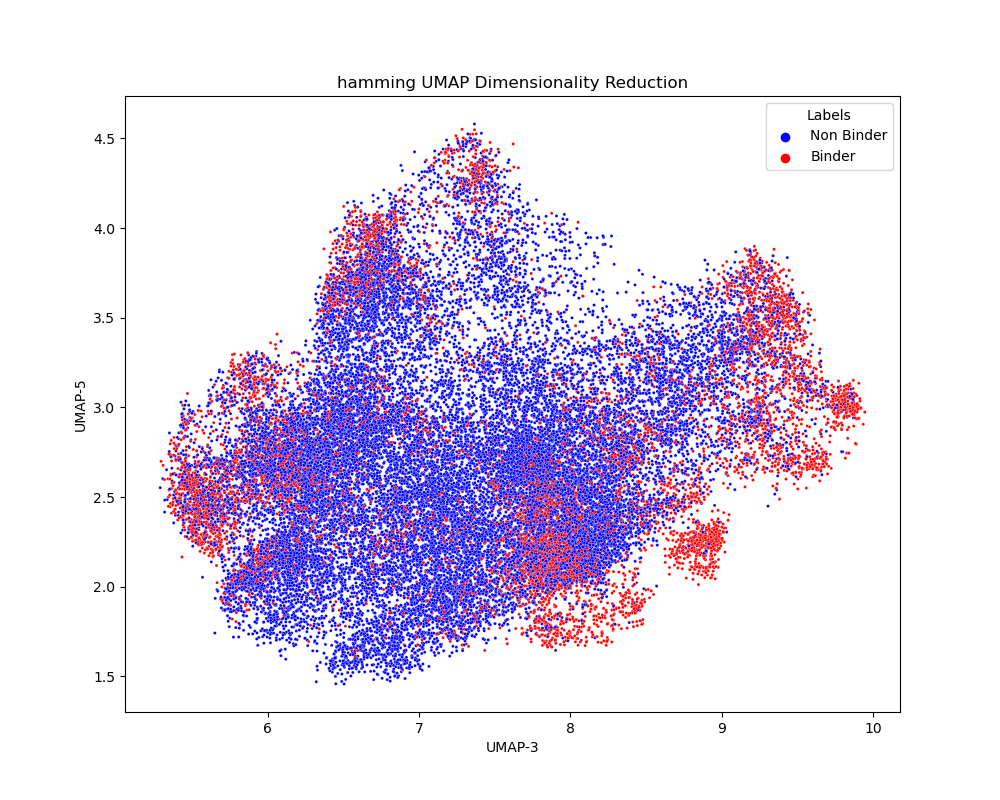 hamming UMAP Dimensionality Reduction
Labels
Non Binder
Binder
4.5
4.0
3.5
3.0
2.5
2.0
1.5
UMAP-5
6 7 8 9 10
UMAP-3